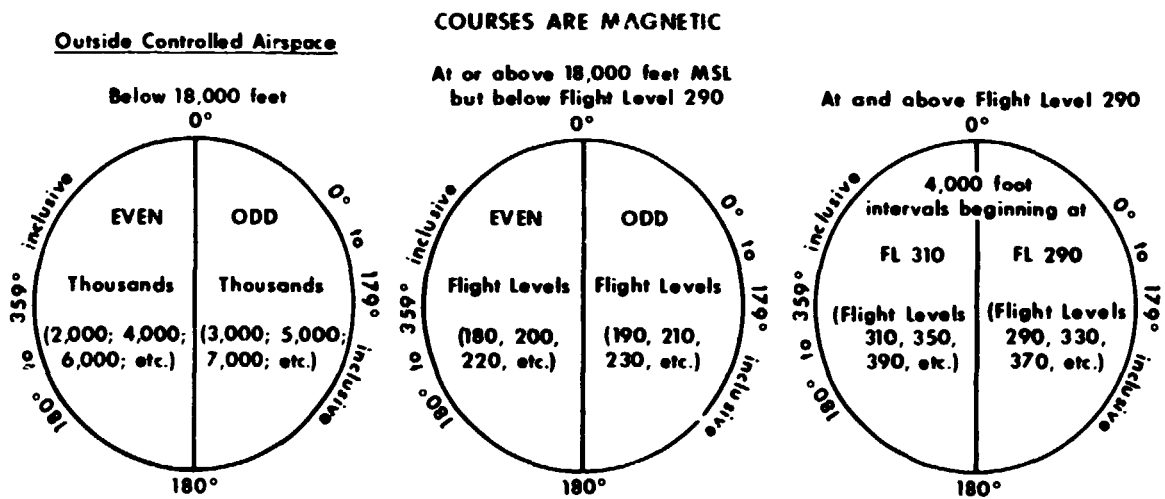 COURSES ARE MAGNETIC
Outside Controlled Airspace
Below 18,000 feet
0°
359° inclusive
180° to
EVEN
Thousands
(2,000; 4,000;
6,000; etc.)
ODD
Thousands
(3,000; 5,000;
7,000; etc.)
0° to
179° inclusive
180°
At or above 18,000 feet MSL
but below Flight Level 290
0°
180° to
359° inclusive
EVEN
Flight Levels
(180, 200,
220, etc.)
ODD
Flight Levels
(190, 210,
230, etc.)
0° to
179° inclusive
180°
At and above Flight Level 290
0°
180° to
359° inclusive
4,000 foot
intervals beginning at
FL 310
(Flight Levels
310, 350,
390, etc.)
FL 290
(Flight Levels
290, 330,
370, etc.)
0° to
179° inclusive
180°